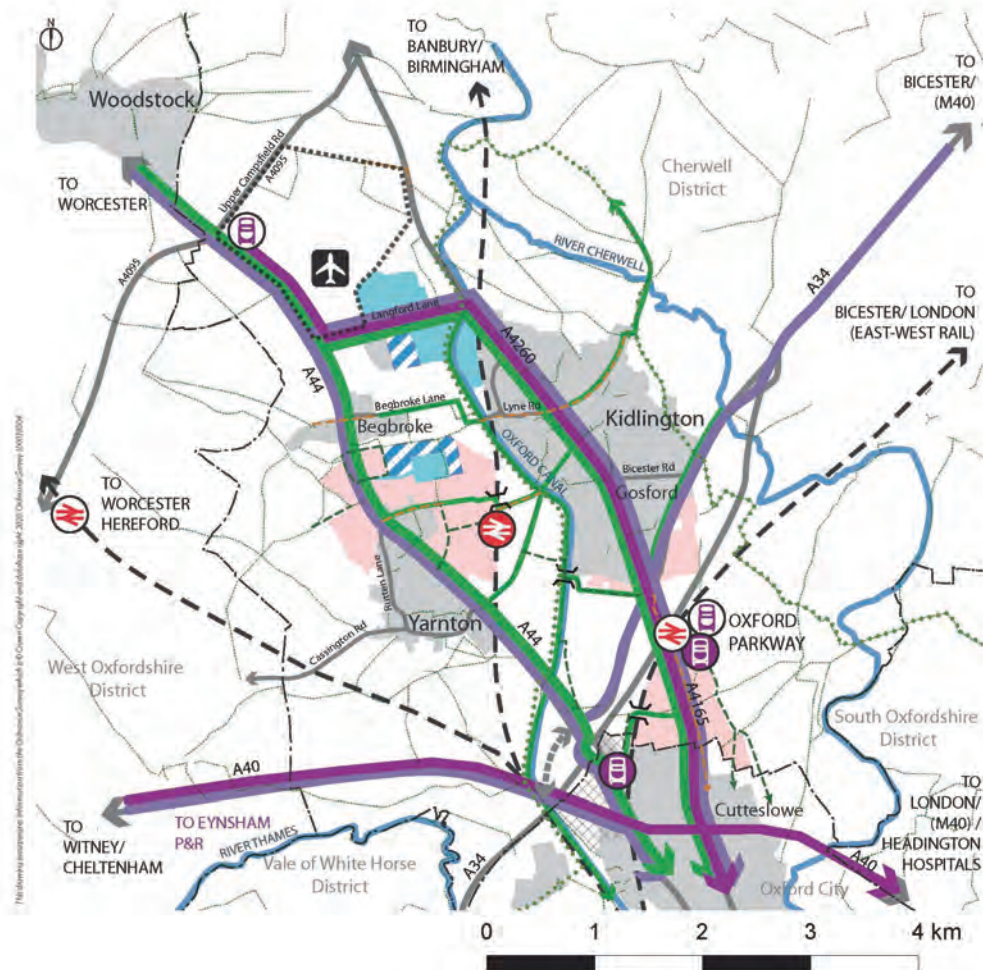 N
TO
BANBURY/
BIRMINGHAM
TO
BICESTER/
(M40)
Woodstock
Upper Campsfield Rd
A4095
Cherwell
District
TO
WORCESTER
RIVER CHERWELL
A34
A4095
TO
BICESTER/ LONDON
(EAST-WEST RAIL)
Langford Lane
A4260
A44
Begbroke Lane
Lyne Rd
Begbroke
Kidlington
OXFORD CANAL
Bicester Rd
Gosford
TO
WORCESTER
HEREFORD
Rutten Lane
Yarnton
A44
Cassington Rd
OXFORD
PARKWAY
West Oxfordshire
District
A4165
South Oxfordshire
District
A40
Cutteslowe
TO
WITNEY/
CHELTENHAM
TO EYNSHAM
P&R
RIVER THAMES
Vale of White Horse
District
A34
A40
Oxford City
TO
LONDON/
(M40) /
HEADINGTON
HOSPITALS
0 1 2 4 km